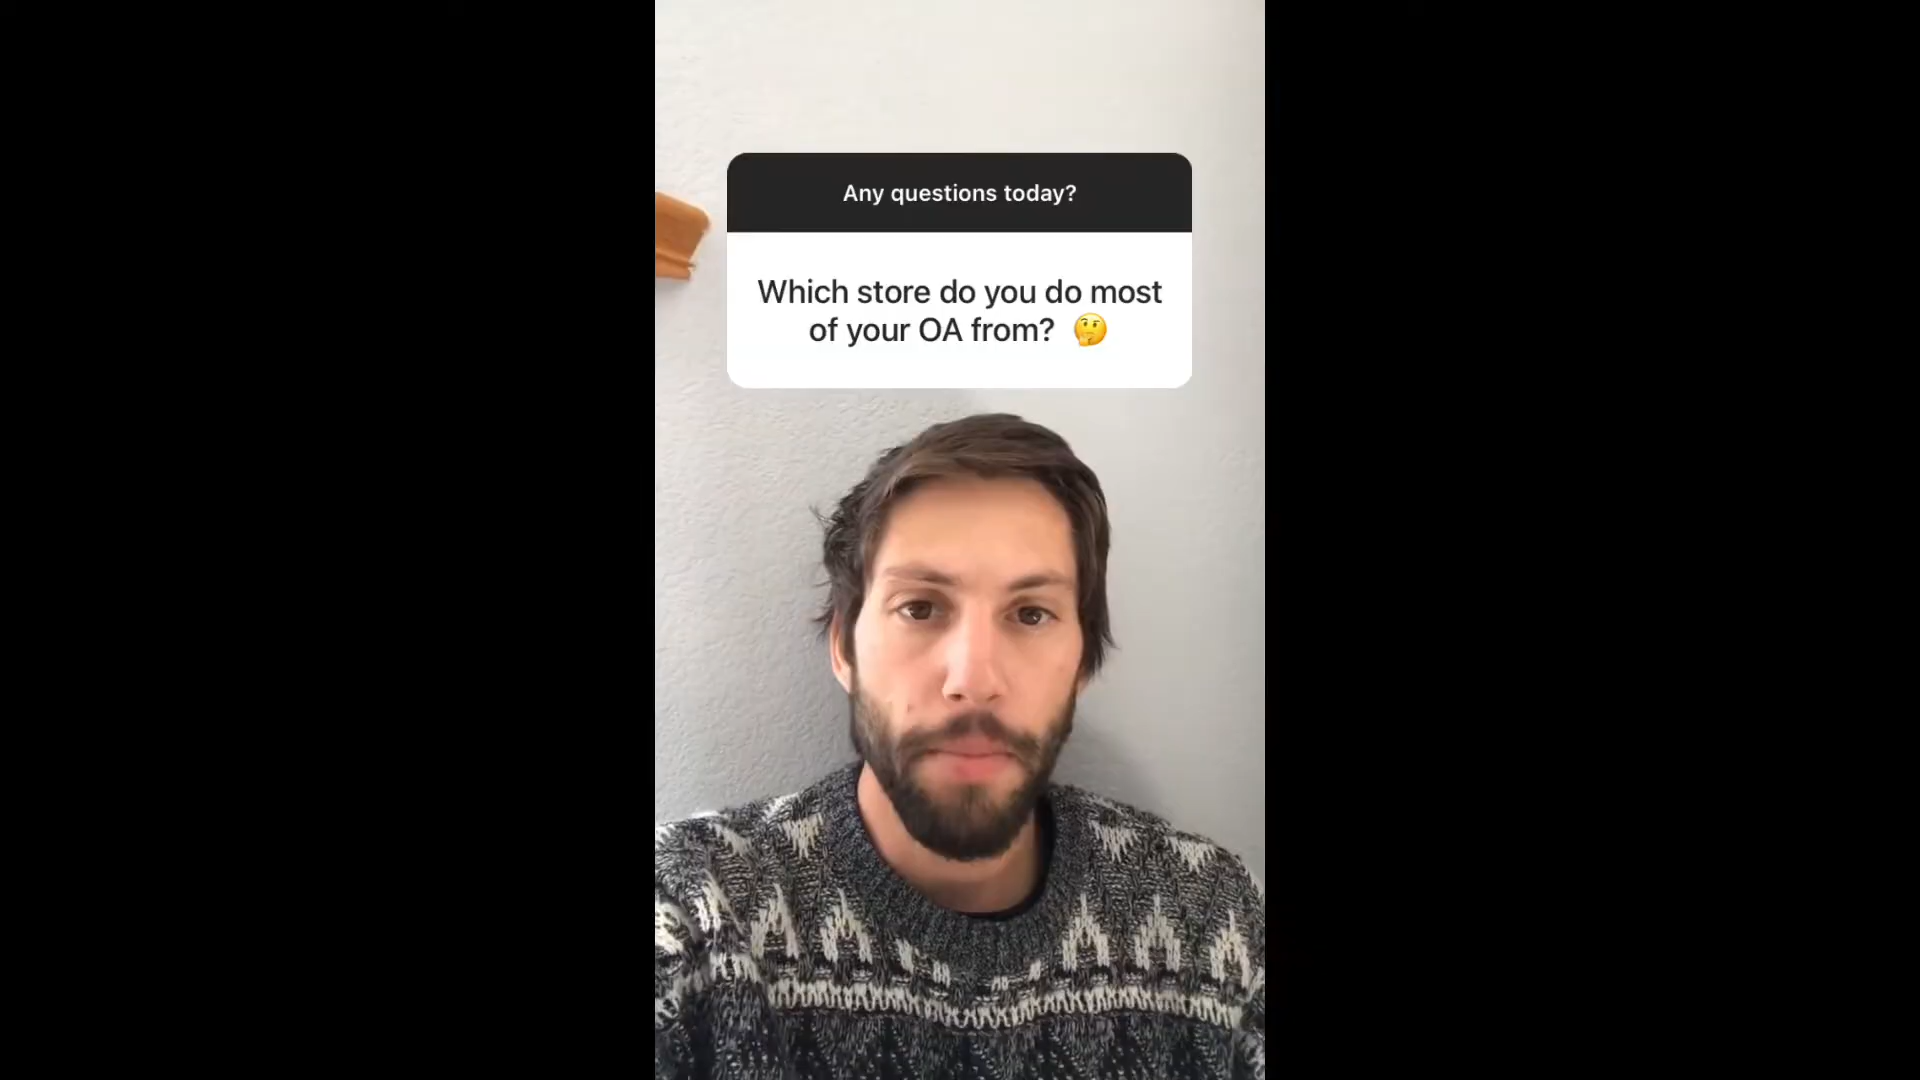 Any questions today?
Which store do you do most
of your OA from? 🤔